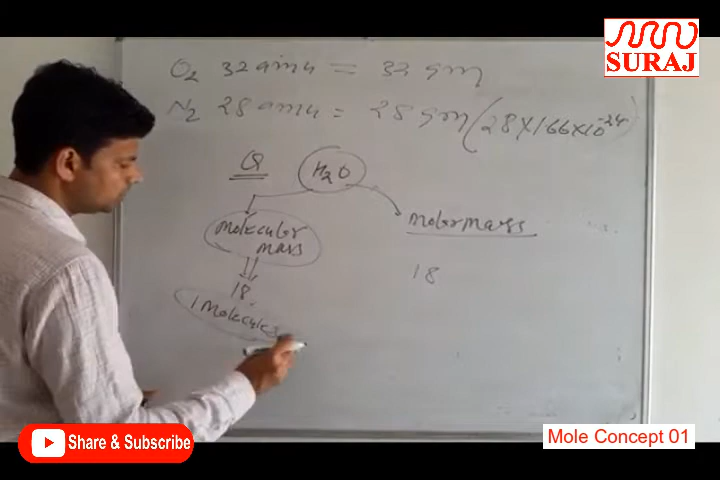 SURAJ
O2 32 amu = 32 gm
N2 28 amu = 28 gm (28×1.66×10-24)
Q H2O
Molecular mass
molar mass
18
18
1 Molecules
Share & Subscribe
Mole Concept 01